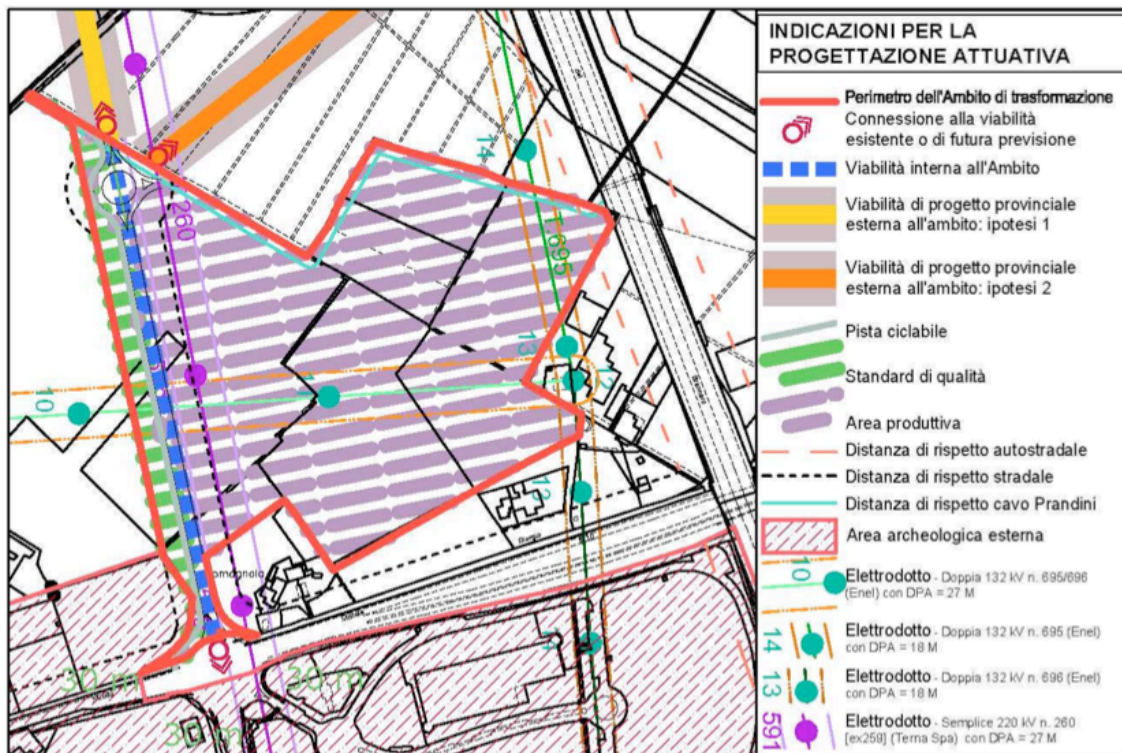 INDICAZIONI PER LA
PROGETTAZIONE ATTUATIVA
Perimetro dell'Ambito di trasformazione
Connessione alla viabilità
esistente o di futura previsione
Viabilità interna all'Ambito
Viabilità di progetto provinciale
esterna all'ambito: ipotesi 1
Viabilità di progetto provinciale
esterna all'ambito: ipotesi 2
Pista ciclabile
Standard di qualità
Area produttiva
Distanza di rispetto autostradale
Distanza di rispetto stradale
Distanza di rispetto cavo Prandini
Area archeologica esterna
10
Elettrodotto - Doppia 132 kV n. 695/696
(Enel) con DPA = 27 M
14
Elettrodotto - Doppia 132 kV n. 695 (Enel)
con DPA = 18 M
13
Elettrodotto - Doppia 132 kV n. 696 (Enel)
con DPA = 18 M
591
Elettrodotto - Semplice 220 kV n. 260
[ex259] (Terna Spa) con DPA = 27 M
14
260
T.695
13
12
10
11
12
omagnola
30 m
30 m
30 m